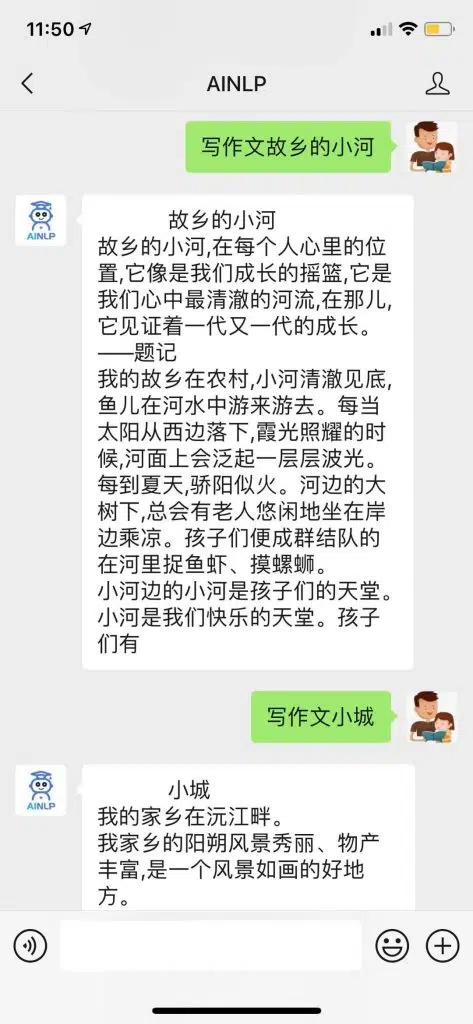 11:50
AINLP
写作文故乡的小河
AINLP
故乡的小河
故乡的小河,在每个人心里的位
置,它像是我们成长的摇篮,它是
我们心中最清澈的河流,在那儿,
它见证着一代又一代的成长。
——题记
我的故乡在农村,小河清澈见底,
鱼儿在河水中游来游去。每当
太阳从西边落下,霞光照耀的时
候,河面上会泛起一层层波光。
每到夏天,骄阳似火。河边的大
树下,总会有老人悠闲地坐在岸
边乘凉。孩子们便成群结队的
在河里捉鱼虾、摸螺蛳。
小河边的小河是孩子们的天堂。
小河是我们快乐的天堂。孩子
们有
写作文小城
AINLP
小城
我的家乡在沅江畔。
我家乡的阳朔风景秀丽、物产
丰富,是一个风景如画的好地
方。